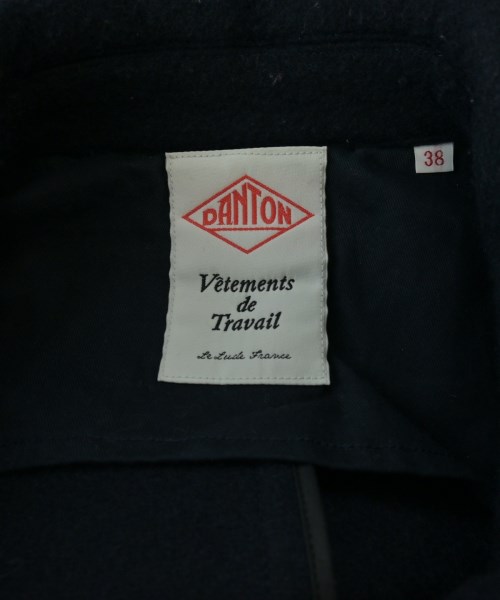 DANTON
38
Vêtements
de
Travail
Le Lude France